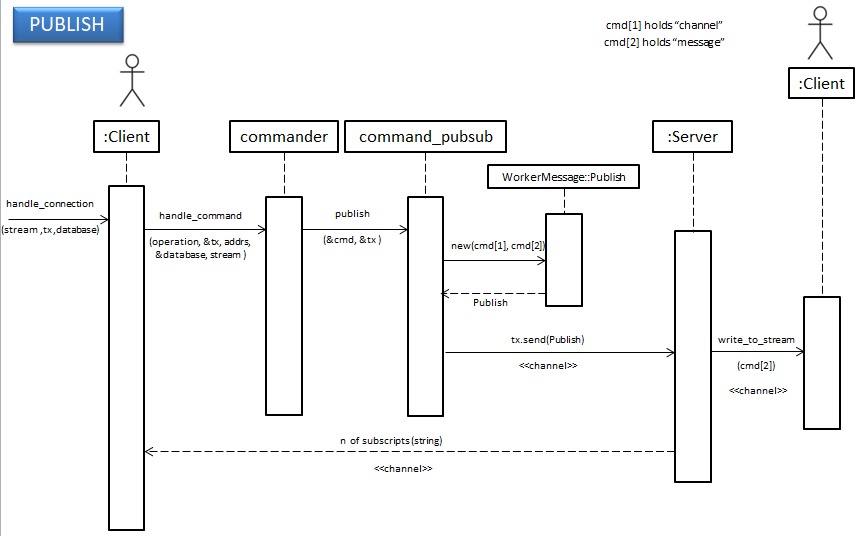 PUBLISH
cmd[1] holds “channel”
cmd[2] holds “message”
:Client
:Client
commander
command_pubsub
:Server
WorkerMessage::Publish
handle_connection
(stream ,tx,database)
handle_command
(operation, &tx, addrs,
&database, stream )
publish
(&cmd, &tx )
new(cmd[1], cmd[2])
Publish
tx.send(Publish)
<<channel>>
write_to_stream
(cmd[2])
<<channel>>
n of subscripts(string)
<<channel>>